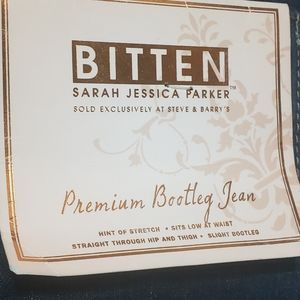 BITTEN
SARAH JESSICA PARKER™
SOLD EXCLUSIVELY AT STEVE & BARRY'S
Premium Bootleg Jean
HINT OF STRETCH • SITS LOW AT WAIST
STRAIGHT THROUGH HIP AND THIGH • SLIGHT BOOTLEG